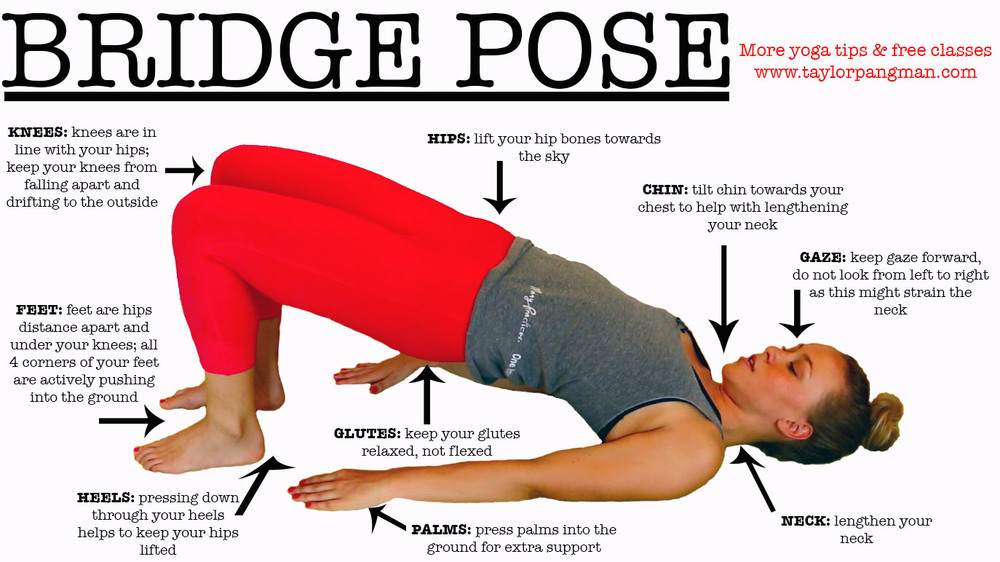 BRIDGE POSE
More yoga tips & free classes
www.taylorpangman.com
KNEES: knees are in
line with your hips;
keep your knees from
falling apart and
drifting to the outside
HIPS: lift your hip bones towards
the sky
CHIN: tilt chin towards your
chest to help with lengthening
your neck
GAZE: keep gaze forward,
do not look from left to right
as this might strain the
neck
FEET: feet are hips
distance apart and
under your knees; all
4 corners of your feet
are actively pushing
into the ground
GLUTES: keep your glutes
relaxed, not flexed
HEELS: pressing down
through your heels
helps to keep your hips
lifted
PALMS: press palms into the
ground for extra support
NECK: lengthen your
neck